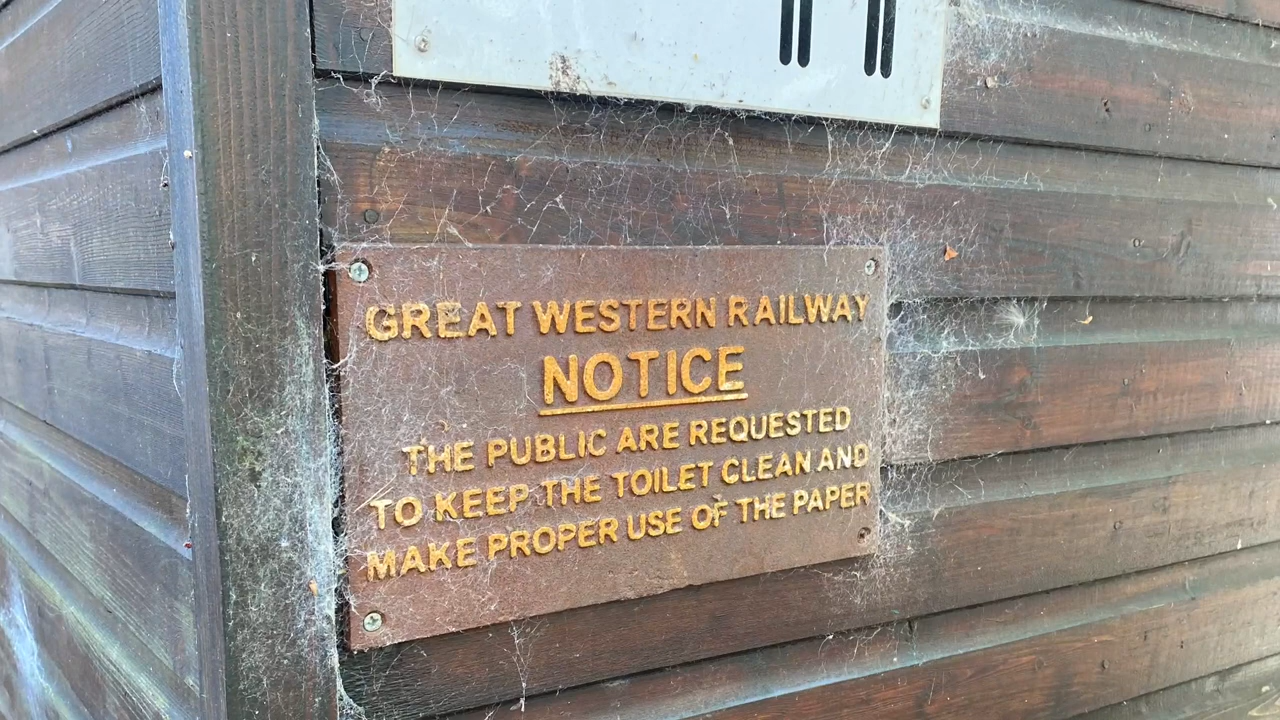 GREAT WESTERN RAILWAY
NOTICE
THE PUBLIC ARE REQUESTED
TO KEEP THE TOILET CLEAN AND
MAKE PROPER USE OF THE PAPER